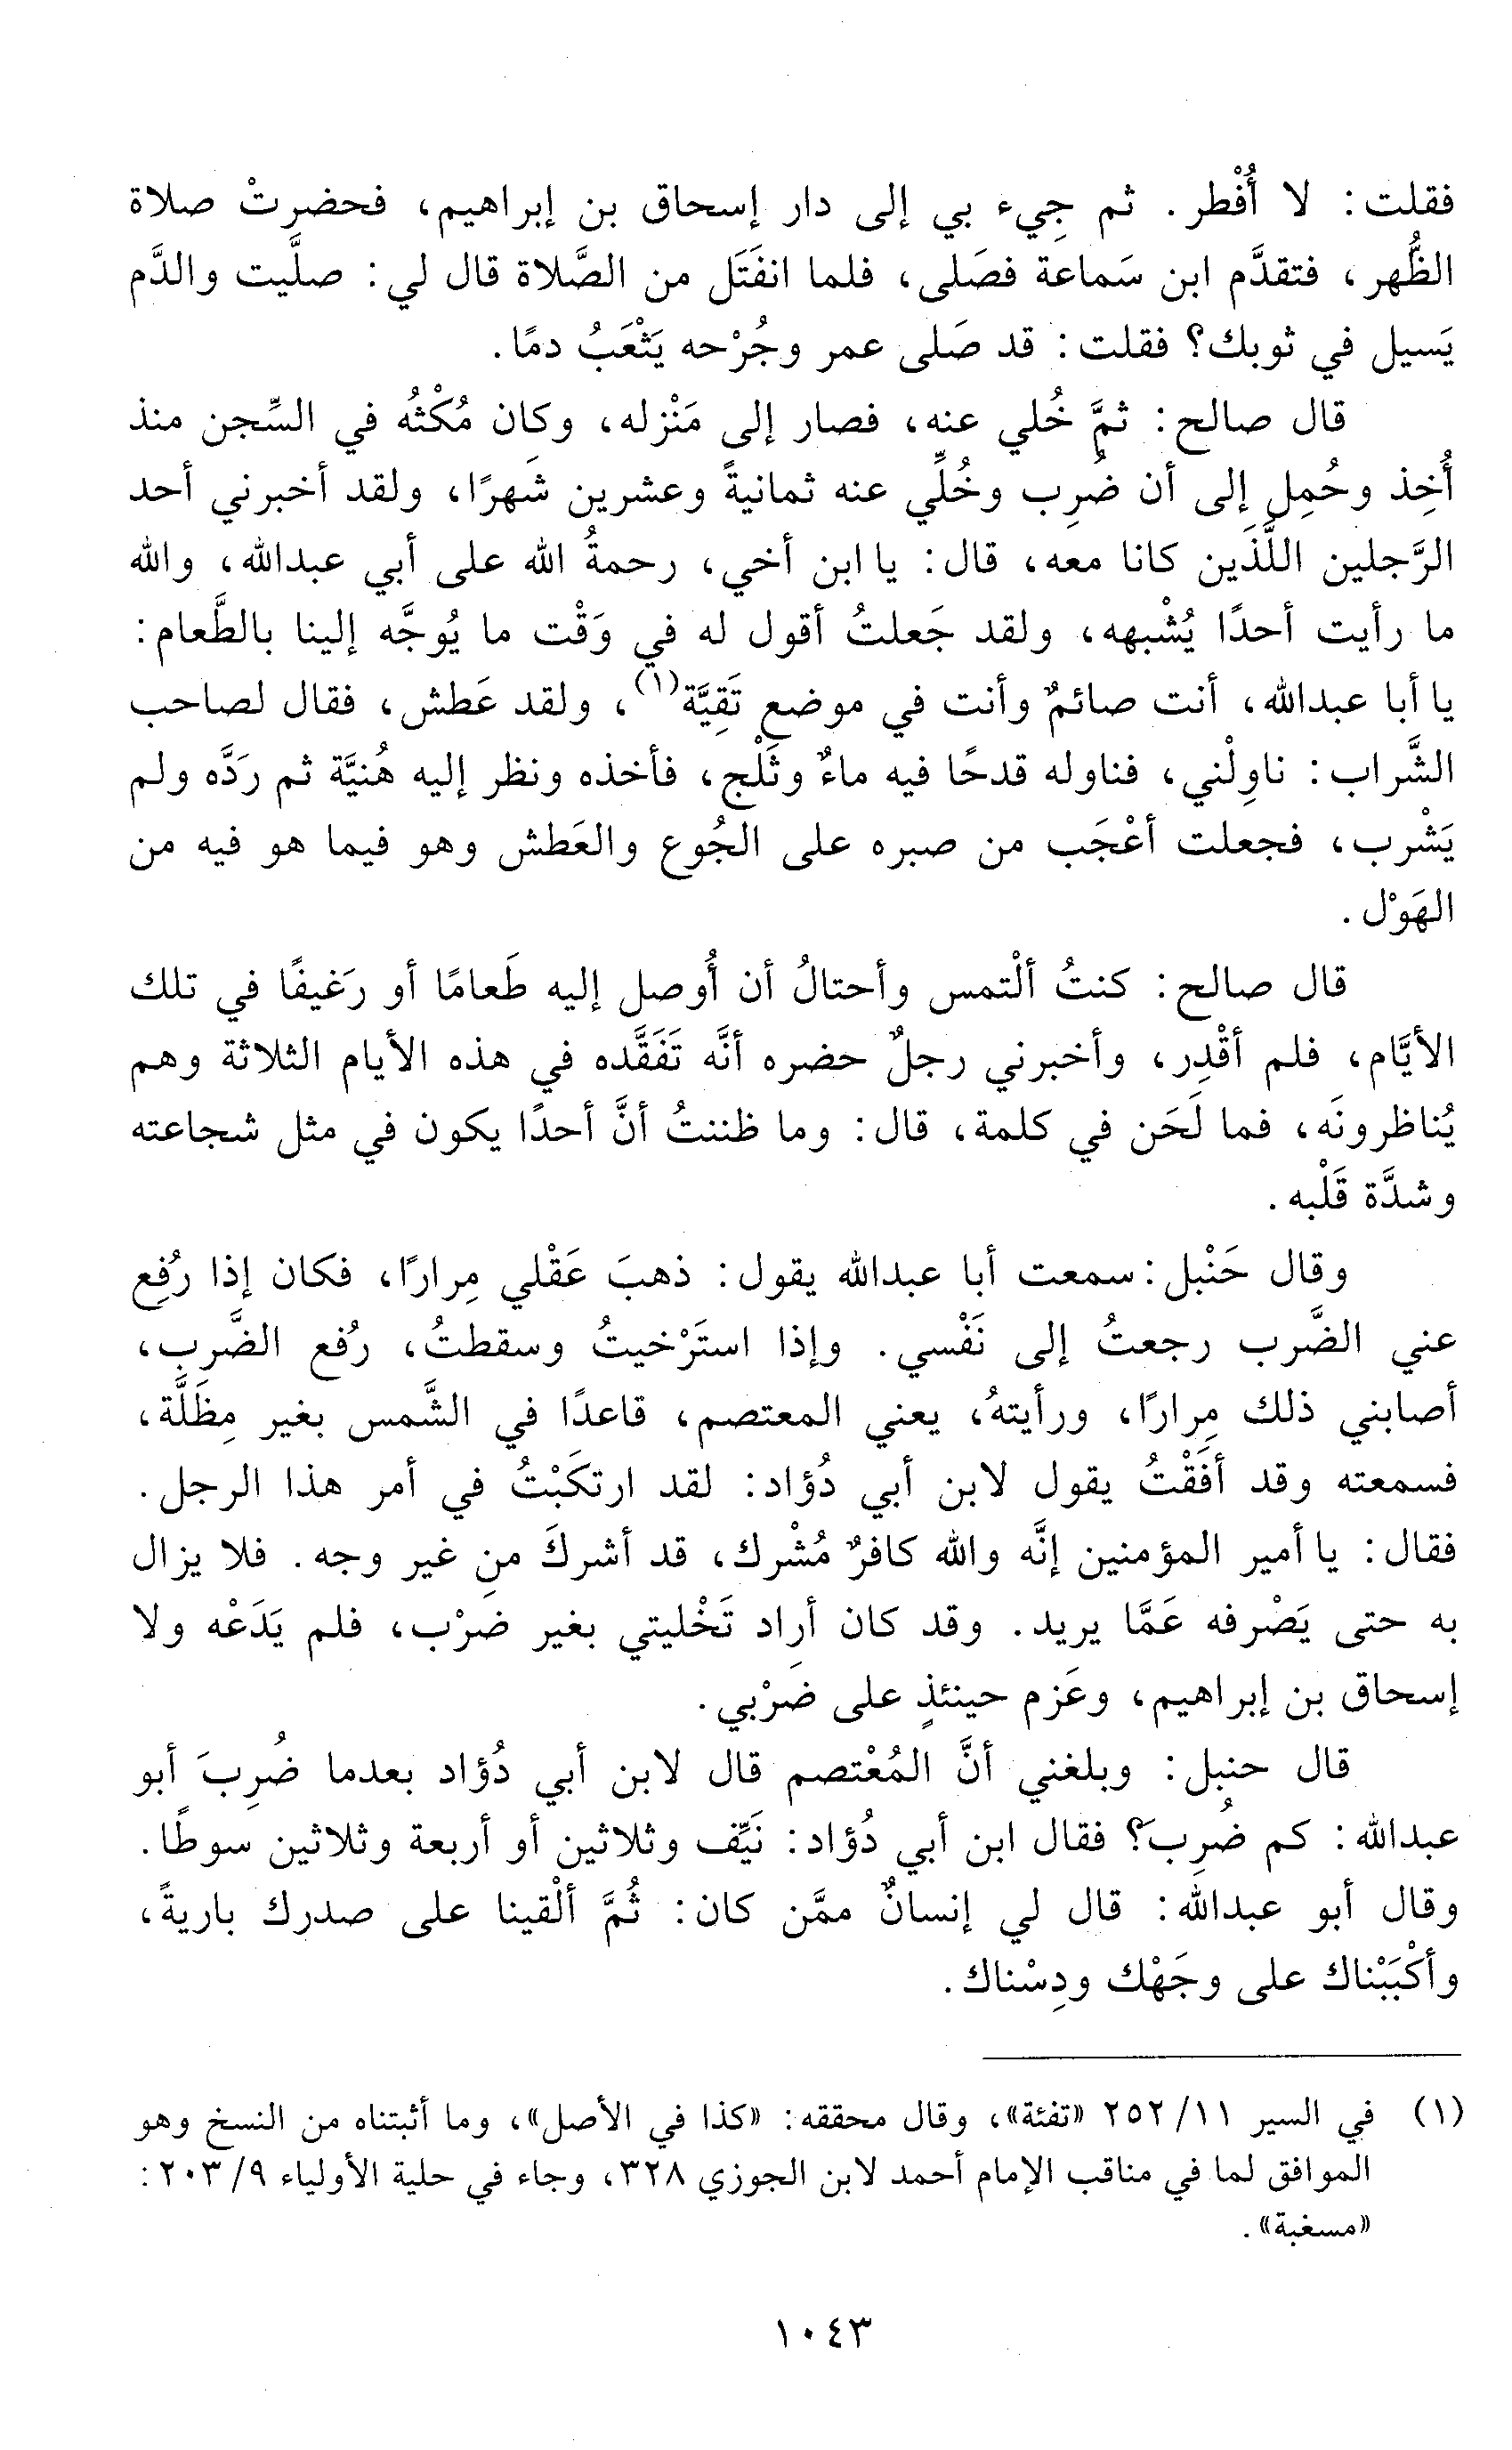 فقلت: لا أُفْطر. ثم جِيء بي إلى دار إسحاق بن إبراهيم، فحضرتْ صلاة
الظُّهر، فتقدَّم ابن سَماعة فصَلى، فلما انفَتَل من الصَّلاة قال لي: صلَّيت والدَّم
يَسيل في ثوبك؟ فقلت: قد صَلى عمر وجُرْحه يَثْعَبُ دمًا.
قال صالح: ثمَّ خُلي عنه، فصار إلى مَنْزله، وكان مُكْثُه في السِّجن منذ
أُخِذ وحُمِل إلى أن ضُرِب وخُلِّي عنه ثمانيةً وعشرين شَهرًا، ولقد أخبرني أحد
الرَّجلين اللَّذَين كانا معه، قال: يا ابن أخي، رحمةُ الله على أبي عبدالله، والله
ما رأيت أحدًا يُشْبهه، ولقد جَعلتُ أقول له في وَقْت ما يُوجَّه إلينا بالطَّعام:
يا أبا عبدالله، أنت صائمٌ وأنت في موضع تَقِيَّة(١)، ولقد عَطش، فقال لصاحب
الشَّراب: ناوِلْني، فناوله قدحًا فيه ماءٌ وثَلْج، فأخذه ونظر إليه هُنيَّة ثم رَدَّه ولم
يَشْرب، فجعلت أعْجَب من صبره على الجُوع والعَطش وهو فيما هو فيه من
الهَوْل.
قال صالح: كنتُ ألْتمس وأحتالُ أن أُوصل إليه طَعامًا أو رَغيفًا في تلك
الأيَّام، فلم أقْدِر، وأخبرني رجلٌ حضره أنَّه تَفَقَّده في هذه الأيام الثلاثة وهم
يُناظرونَه، فما لَحَن في كلمة، قال: وما ظننتُ أنَّ أحدًا يكون في مثل شجاعته
وشدَّة قَلْبه.
وقال حَنْبل: سمعت أبا عبدالله يقول: ذهبَ عَقْلي مِرارًا، فكان إذا رُفِع
عني الضَّرب رجعتُ إلى نَفْسي. وإذا استَرْخيتُ وسقطتُ، رُفع الضَّرب،
أصابني ذلك مِرارًا، ورأيتهُ، يعني المعتصم، قاعدًا في الشَّمس بغير مِظَلَّة،
فسمعته وقد أفَقْتُ يقول لابن أبي دُؤاد: لقد ارتكَبْتُ في أمر هذا الرجل.
فقال: يا أمير المؤمنين إنَّه والله كافرٌ مُشْرك، قد أشركَ من غير وجه. فلا يزال
به حتى يَصْرفه عَمَّا يريد. وقد كان أراد تَخْليتي بغير ضَرْب، فلم يَدَعْه ولا
إسحاق بن إبراهيم، وعَزم حينئذٍ على ضَرْبي.
قال حنبل: وبلغني أنَّ المُعْتصم قال لابن أبي دُؤاد بعدما ضُرِبَ أبو
عبدالله: كم ضُرِبَ؟ فقال ابن أبي دُؤاد: نَيِّف وثلاثين أو أربعة وثلاثين سوطًا.
وقال أبو عبدالله: قال لي إنسانٌ ممَّن كان: ثُمَّ ألْقينا على صدرك باريةً،
وأكْبَبْناك على وجَهْك ودِسْناك.
(١) في السير ١١/ ٢٥٢ «تفئة»، وقال محققه: «كذا في الأصل»، وما أثبتناه من النسخ وهو
الموافق لما في مناقب الإمام أحمد لابن الجوزي ٣٢٨، وجاء في حلية الأولياء ٩/ ٢٠٣:
«مسغبة».
١٠٤٣